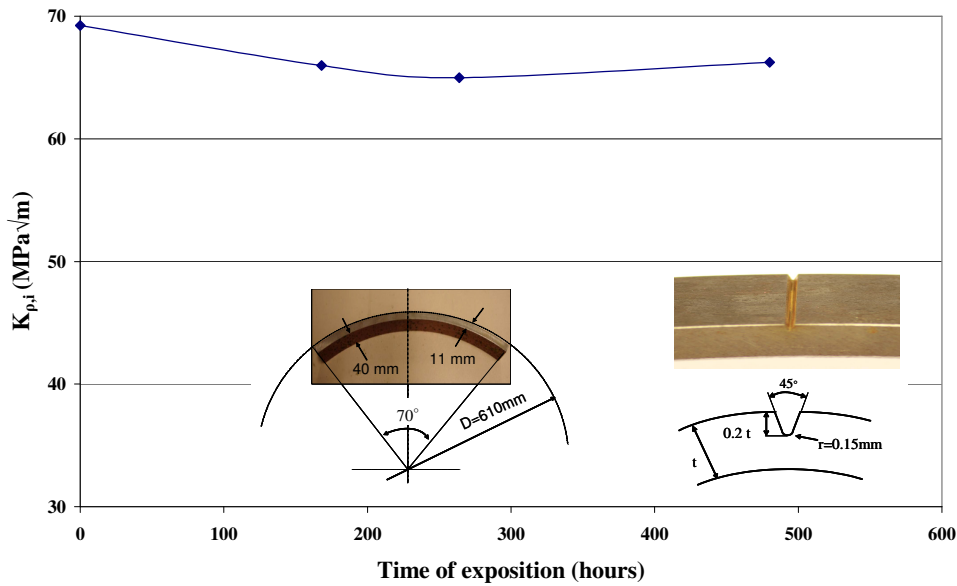 70
60
50
40
30
K_{ρ,i} (MPa√m)
0
100
200
300
400
500
600
Time of exposition (hours)
40 mm
11 mm
70°
D=610mm
45°
0.2 t
r=0.15mm
t